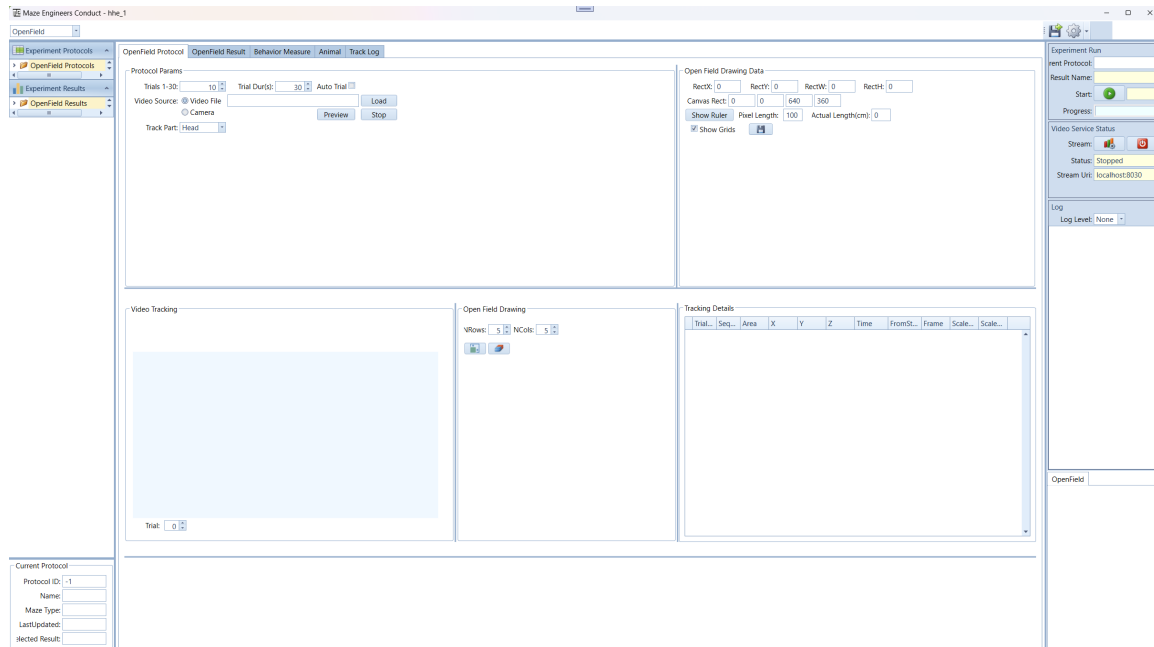 Maze Engineers Conduct - hhe_1
OpenField
Experiment Protocols
OpenField Protocols
Experiment Results
OpenField Results
OpenField Protocol OpenField Result Behavior Measure Animal Track Log
Protocol Params
Trials 1-30: 10 Trial Dur(s): 30 Auto Trial
Video Source: Video File Load
Camera Preview Stop
Track Part: Head
Open Field Drawing Data
RectX: 0 RectY: 0 RectW: 0 RectH: 0
Canvas Rect: 0 0 640 360
Show Ruler Pixel Length: 100 Actual Length(cm): 0
Show Grids
Experiment Run
rent Protocol:
Result Name:
Start:
Progress:
Video Service Status
Stream:
Status: Stopped
Stream Uri: localhost:8030
Log
Log Level: None
Video Tracking
Trial: 0
Open Field Drawing
NRows: 5 NCols: 5
Tracking Details
Trial... Seq... Area X Y Z Time FromSt... Frame Scale... Scale...
OpenField
Current Protocol
Protocol ID: -1
Name:
Maze Type:
LastUpdated:
elected Result: